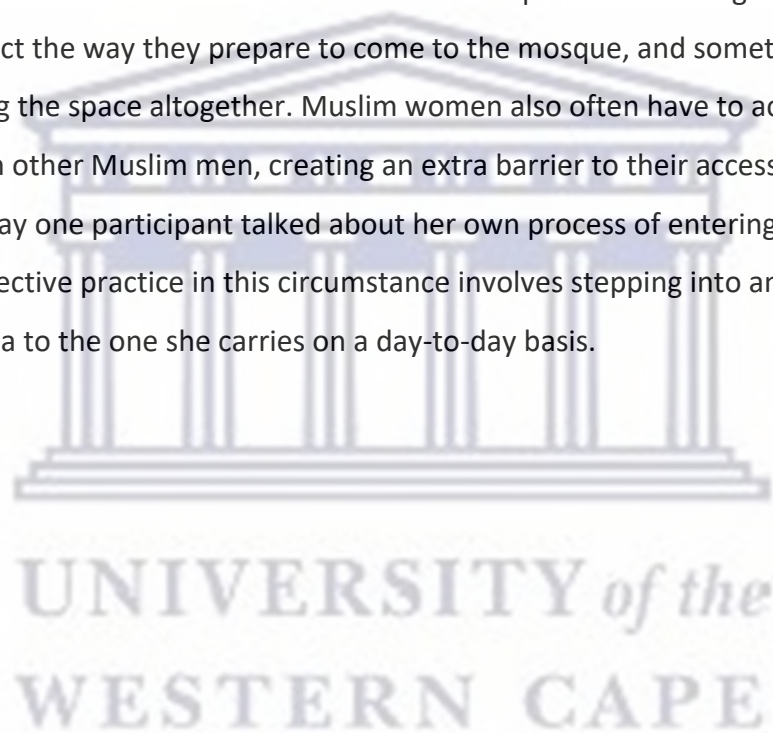 ct the way they prepare to come to the mosque, and somet
g the space altogether. Muslim women also often have to ac
n other Muslim men, creating an extra barrier to their access
ay one participant talked about her own process of entering
ective practice in this circumstance involves stepping into ar
a to the one she carries on a day-to-day basis.
UNIVERSITY of the
WESTERN CAPE